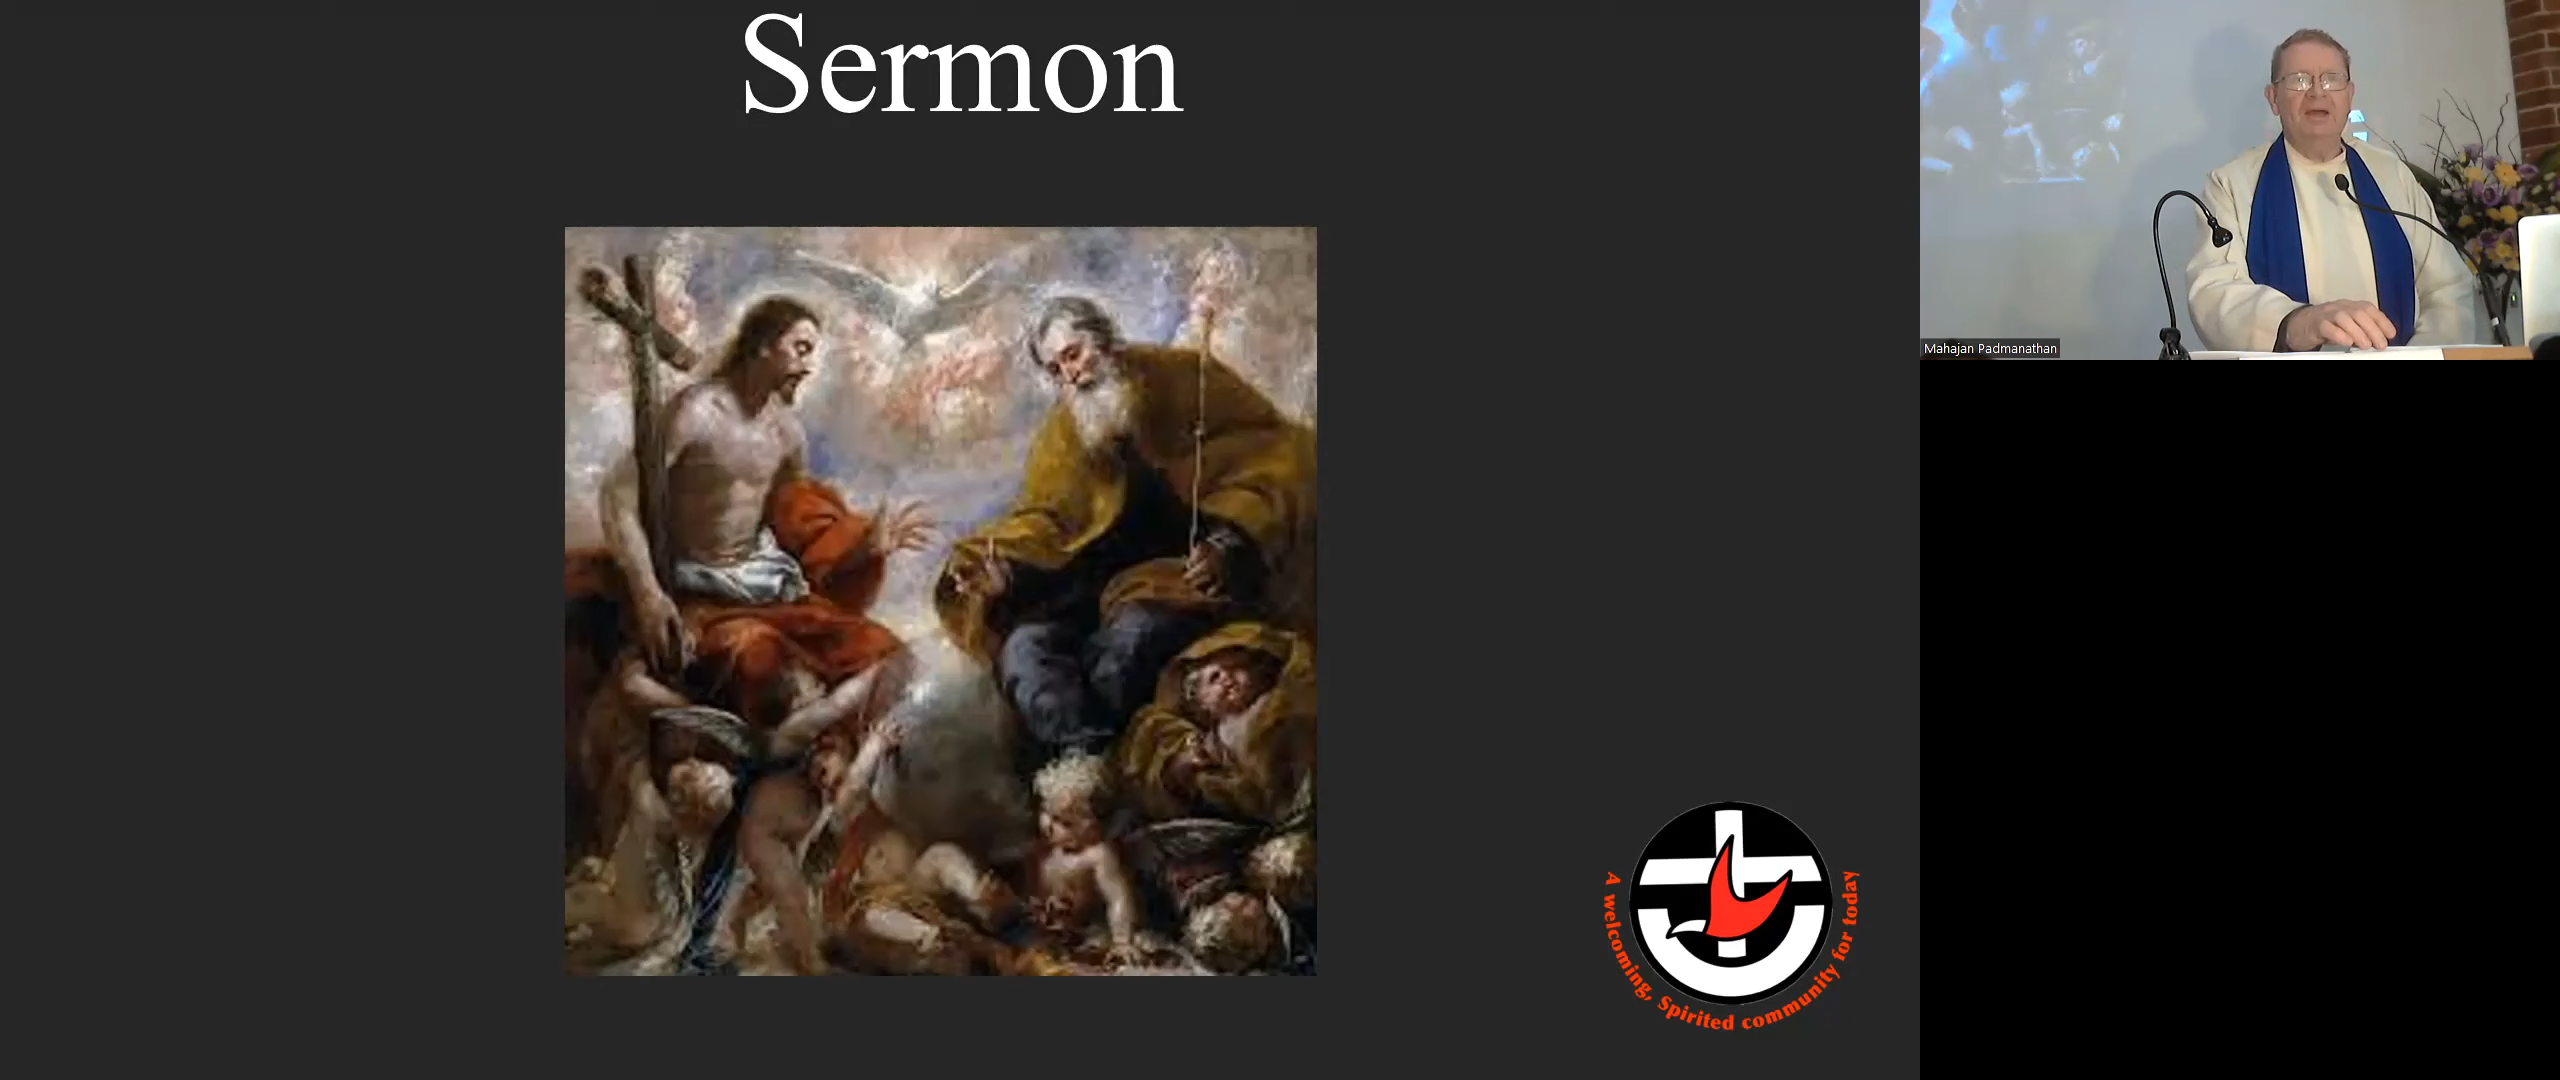 Sermon
Mahajan Padmanathan
A welcoming, Spirited community for today